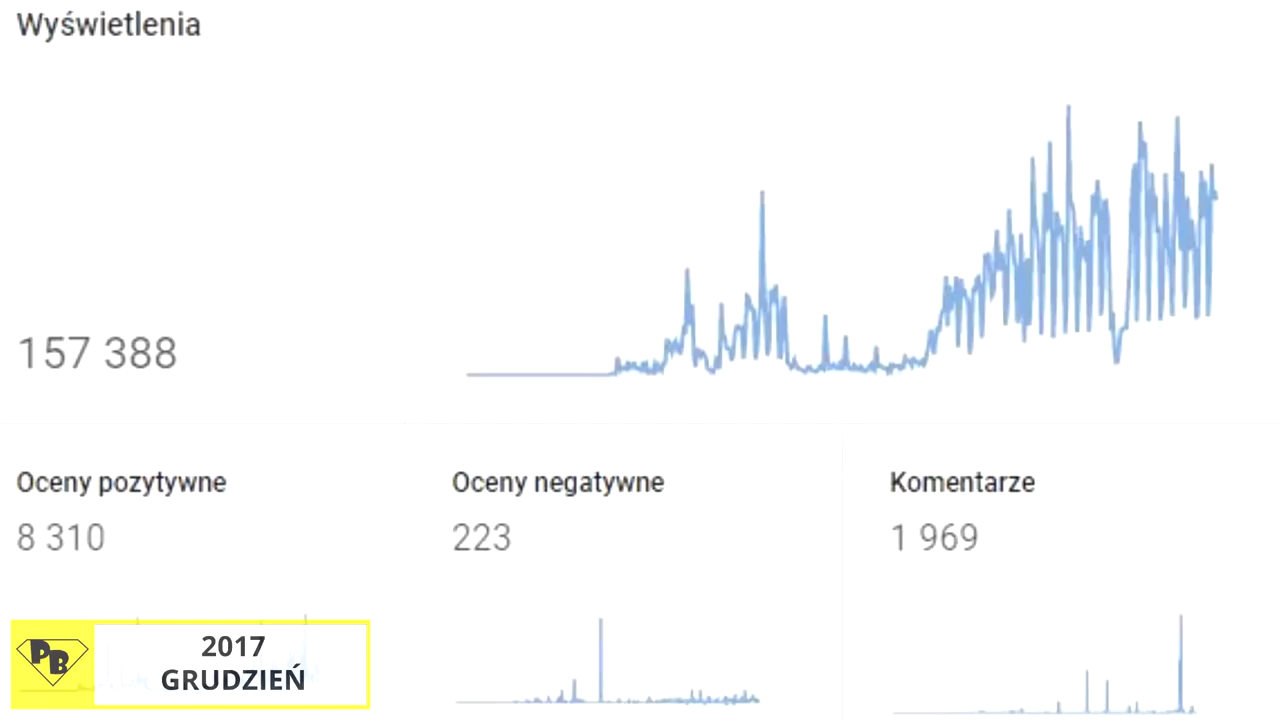 Wyświetlenia
157 388
Oceny pozytywne
8 310
Oceny negatywne
223
Komentarze
1 969
PB
2017
GRUDZIEŃ